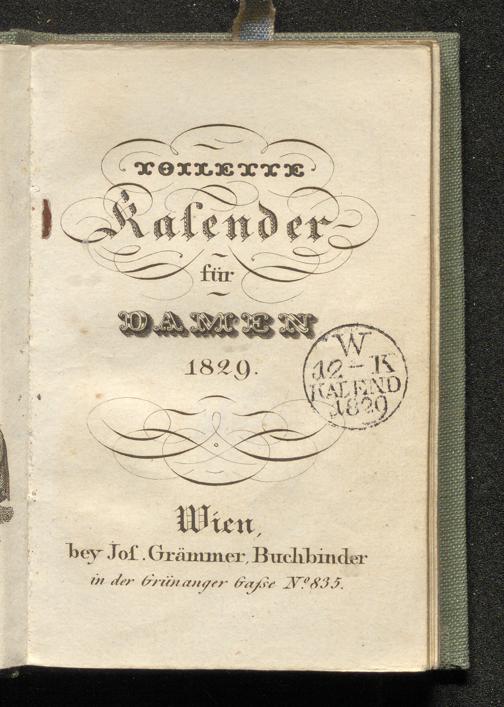 TOILETTE
Kalender
für
DAMEN
1829.
W
12 – K
KALEND
1829
Wien,
bey Jos. Grämmer, Buchbinder
in der Grünanger Gaſse Nº 835.